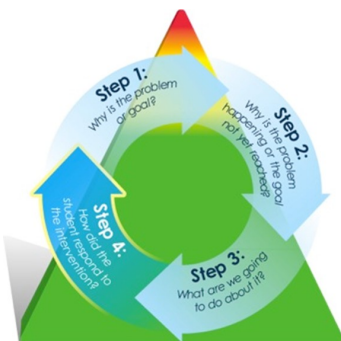 Step 1:
Why is the problem
or goal?
Step 2:
Why is the problem
happening or the goal
not yet reached?
Step 3:
What are we going
to do about it?
Step 4:
How did the
student respond to
the intervention?